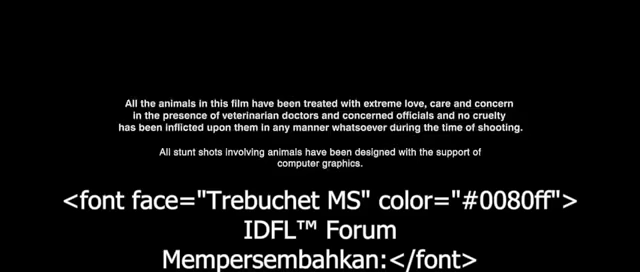 All the animals in this film have been treated with extreme love, care and concern
in the presence of veterinarian doctors and concerned officials and no cruelty
has been inflicted upon them in any manner whatsoever during the time of shooting.
All stunt shots involving animals have been designed with the support of
computer graphics.
<font face="Trebuchet MS" color="#0080ff">
IDFL™ Forum
Mempersembahkan:</font>